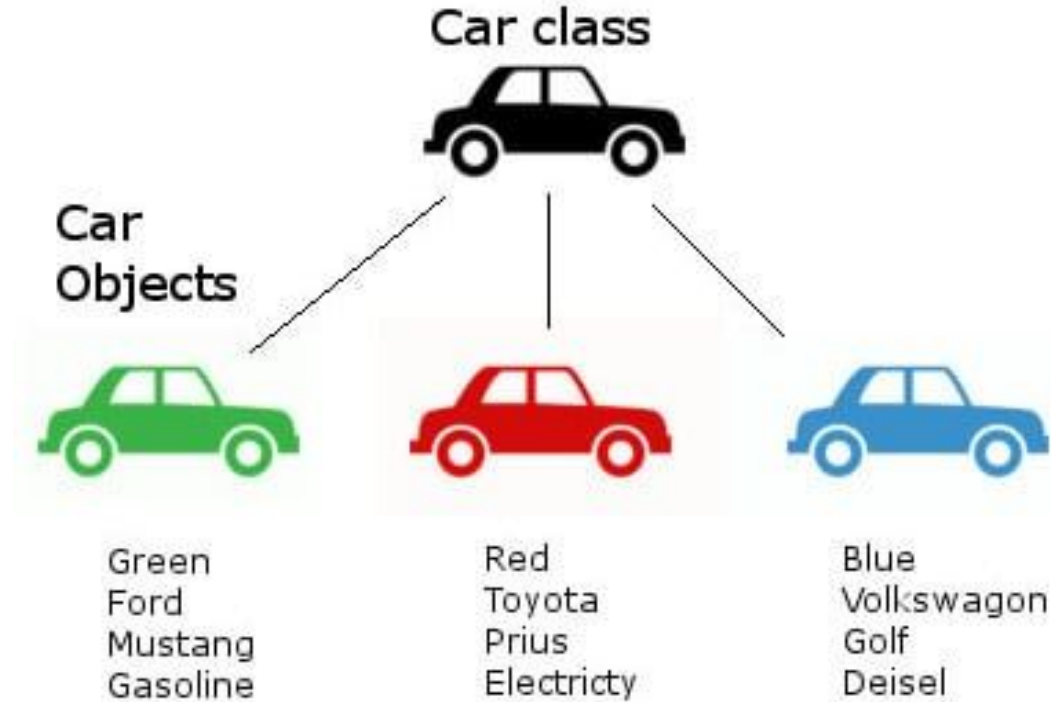 Car class
Car
Objects
Green
Ford
Mustang
Gasoline
Red
Toyota
Prius
Electricty
Blue
Volkswagon
Golf
Deisel